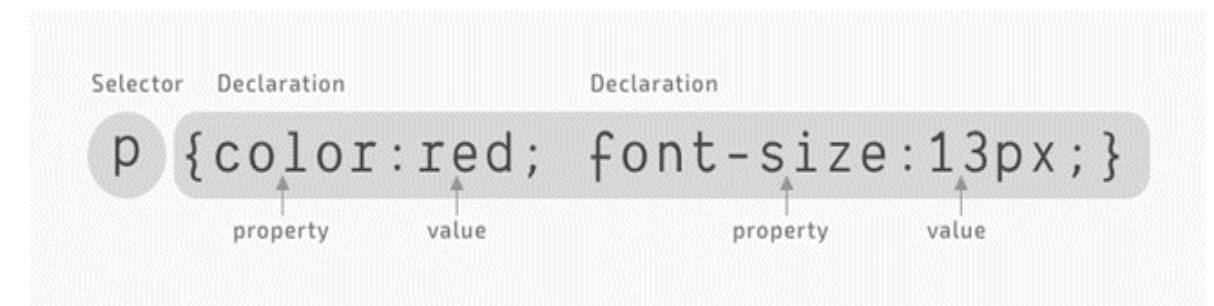 Selector Declaration Declaration
p {color:red; font-size:13px;}
property value property value